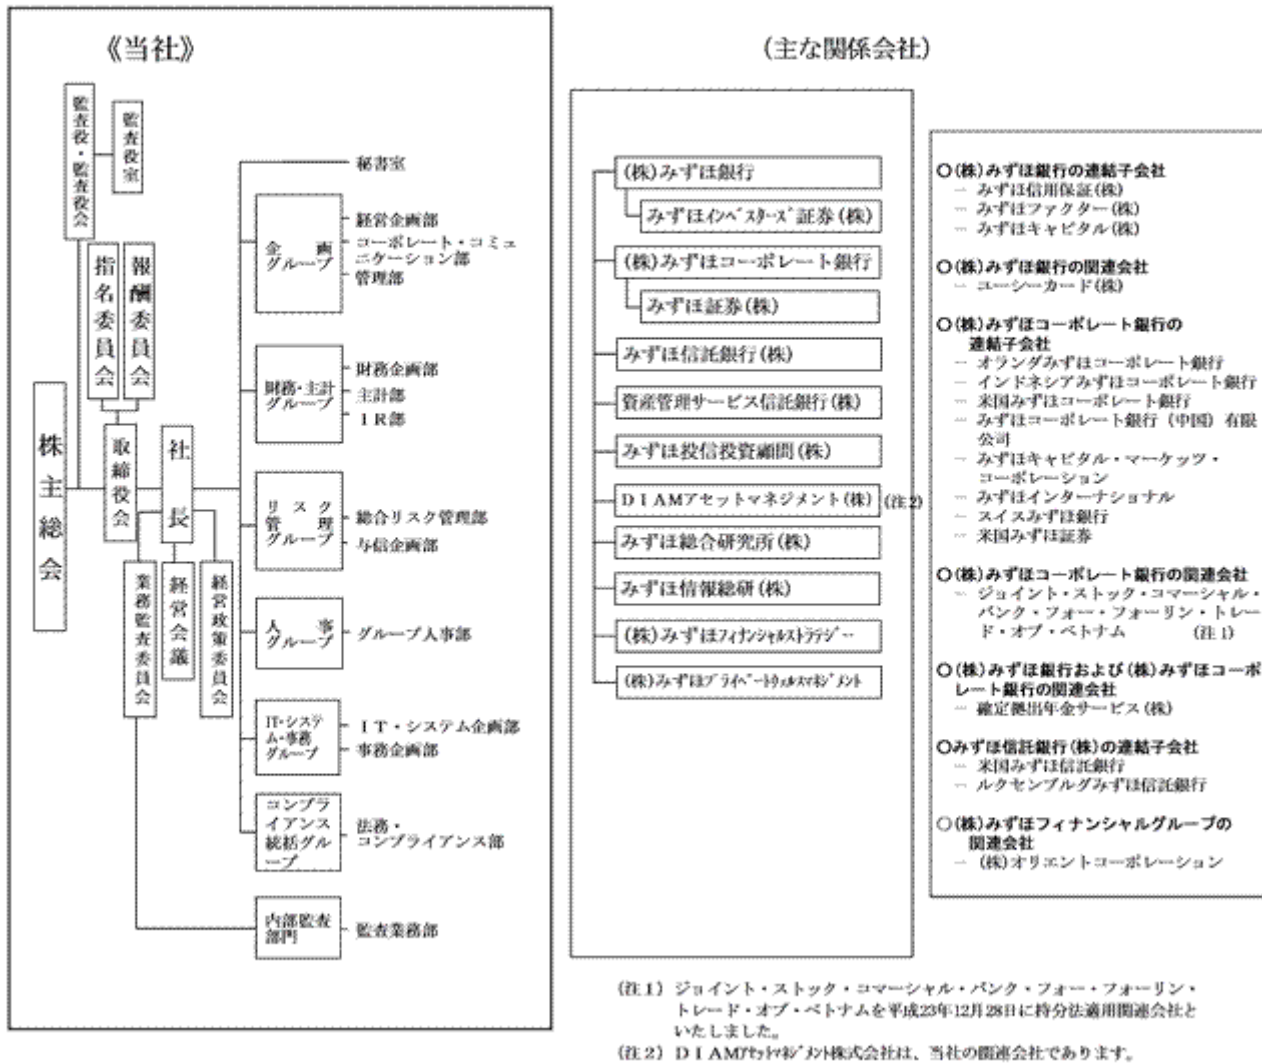 《当社》
監査役・監査役会
監査役室
指名委員会
報酬委員会
株主総会
取締役会
社長
業務監査委員会
経営会議
経営政策委員会
秘書室
企画
グループ
経営企画部
コーポレート・コミュ
ニケーション部
管理部
財務・主計
グループ
財務企画部
主計部
IR部
リスク
管理
グループ
総合リスク管理部
与信企画部
人事
グループ
グループ人事部
IT・システ
ム・事務
グループ
IT・システム企画部
事務企画部
コンプラ
イアンス
統括グル
ープ
法務・
コンプライアンス部
内部監査
部門
監査業務部
(主な関係会社)
(株)みずほ銀行
みずほインベスターズ証券(株)
(株)みずほコーポレート銀行
みずほ証券(株)
みずほ信託銀行(株)
資産管理サービス信託銀行(株)
みずほ投信投資顧問(株)
DIAMアセットマネジメント(株) (注2)
みずほ総合研究所(株)
みずほ情報総研(株)
(株)みずほフィナンシャルストラテジー
(株)みずほプライベートウェルスマネジメント
○(株)みずほ銀行の連結子会社
─ みずほ信用保証(株)
─ みずほファクター(株)
─ みずほキャピタル(株)
○(株)みずほ銀行の関連会社
─ ユーシーカード(株)
○(株)みずほコーポレート銀行の
連結子会社
─ オランダみずほコーポレート銀行
─ インドネシアみずほコーポレート銀行
─ 米国みずほコーポレート銀行
─ みずほコーポレート銀行(中国)有限
公司
─ みずほキャピタル・マーケッツ・
コーポレーション
─ みずほインターナショナル
─ スイスみずほ銀行
─ 米国みずほ証券
○(株)みずほコーポレート銀行の関連会社
─ ジョイント・ストック・コマーシャル・
バンク・フォー・フォーリン・トレー
ド・オブ・ベトナム (注1)
○(株)みずほ銀行および(株)みずほコーポ
レート銀行の関連会社
─ 確定拠出年金サービス(株)
○みずほ信託銀行(株)の連結子会社
─ 米国みずほ信託銀行
─ ルクセンブルグみずほ信託銀行
○(株)みずほフィナンシャルグループの
関連会社
─ (株)オリエントコーポレーション
(注1) ジョイント・ストック・コマーシャル・バンク・フォー・フォーリン・
トレード・オブ・ベトナムを平成23年12月28日に持分法適用関連会社と
いたしました。
(注2) DIAMアセットマネジメント株式会社は、当社の関連会社であります。